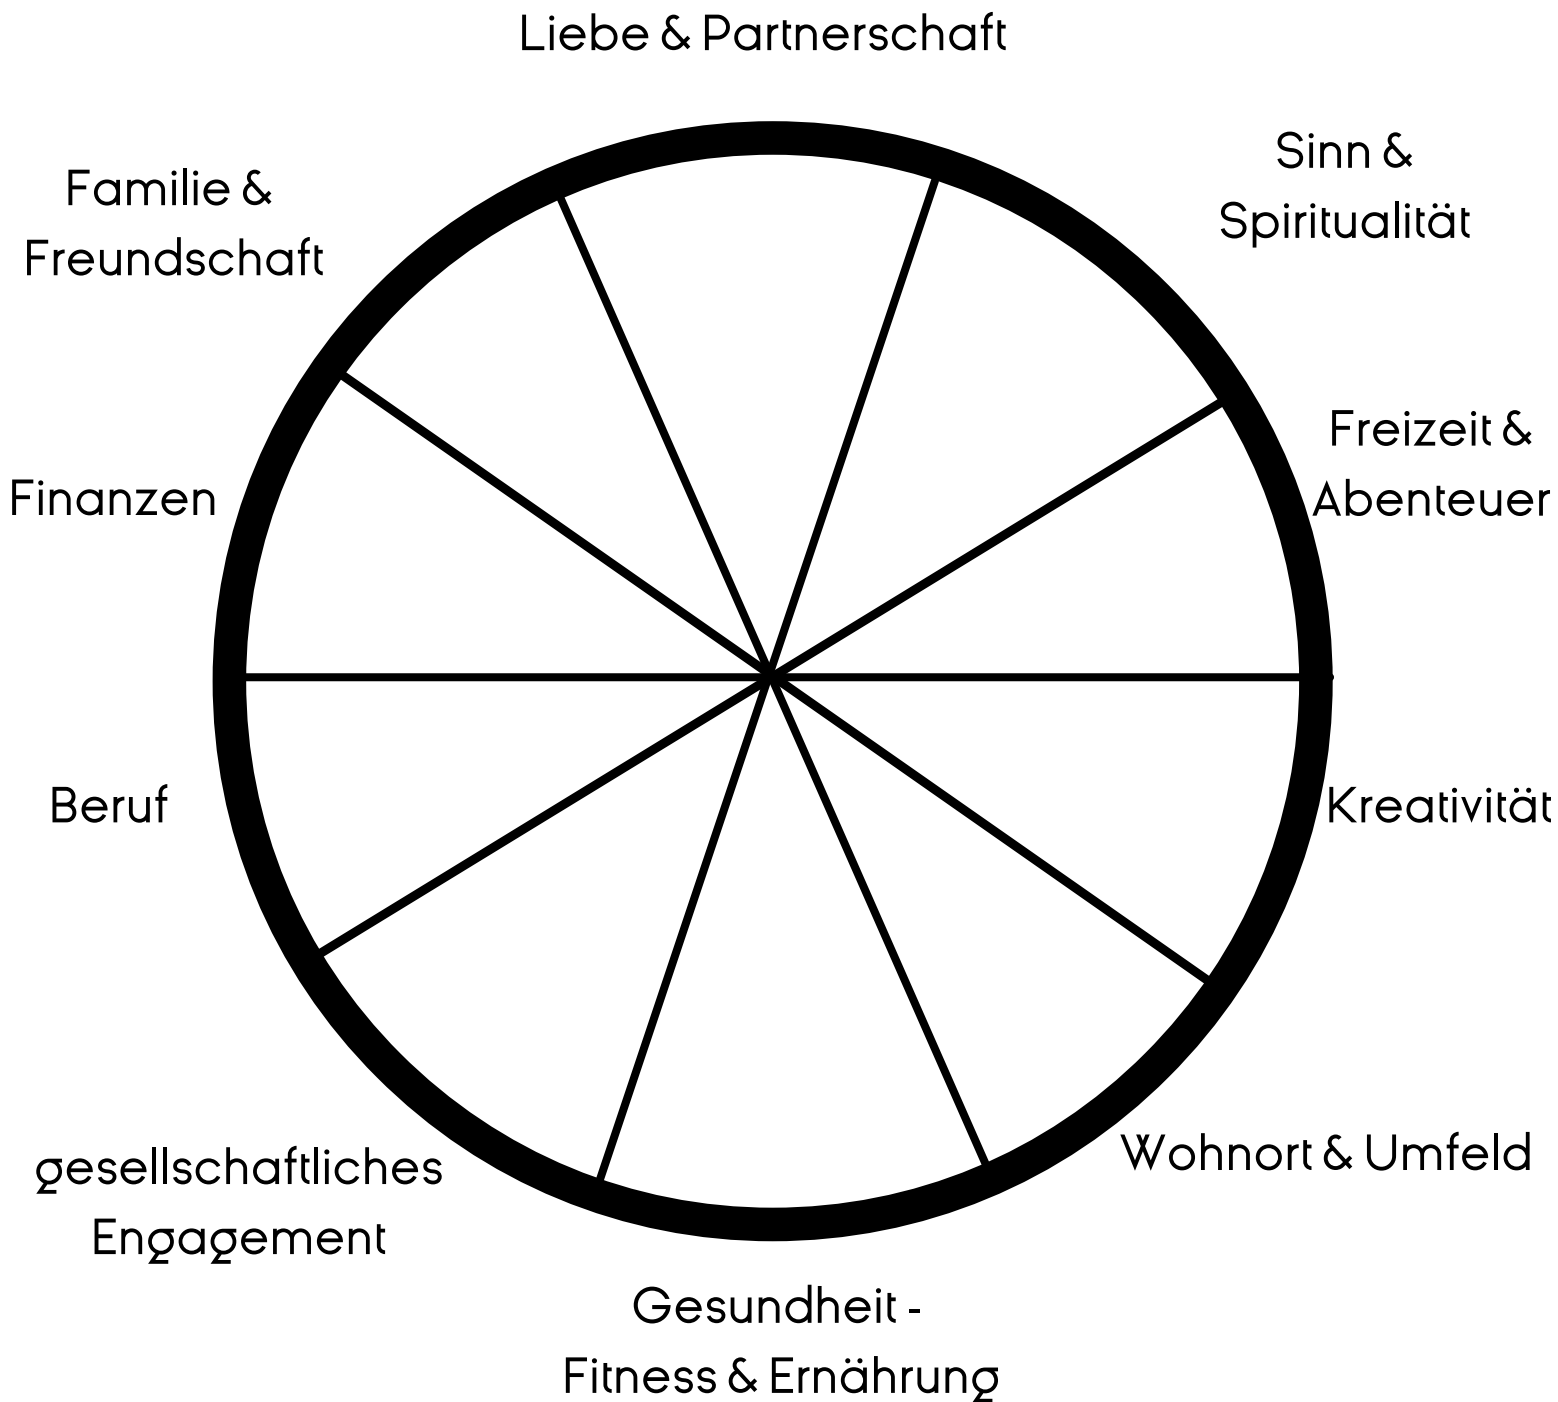 Liebe & Partnerschaft
Sinn &
Spiritualität
Familie &
Freundschaft
Freizeit &
Abenteuer
Finanzen
Beruf
Kreativität
Wohnort & Umfeld
gesellschaftliches
Engagement
Gesundheit -
Fitness & Ernährung